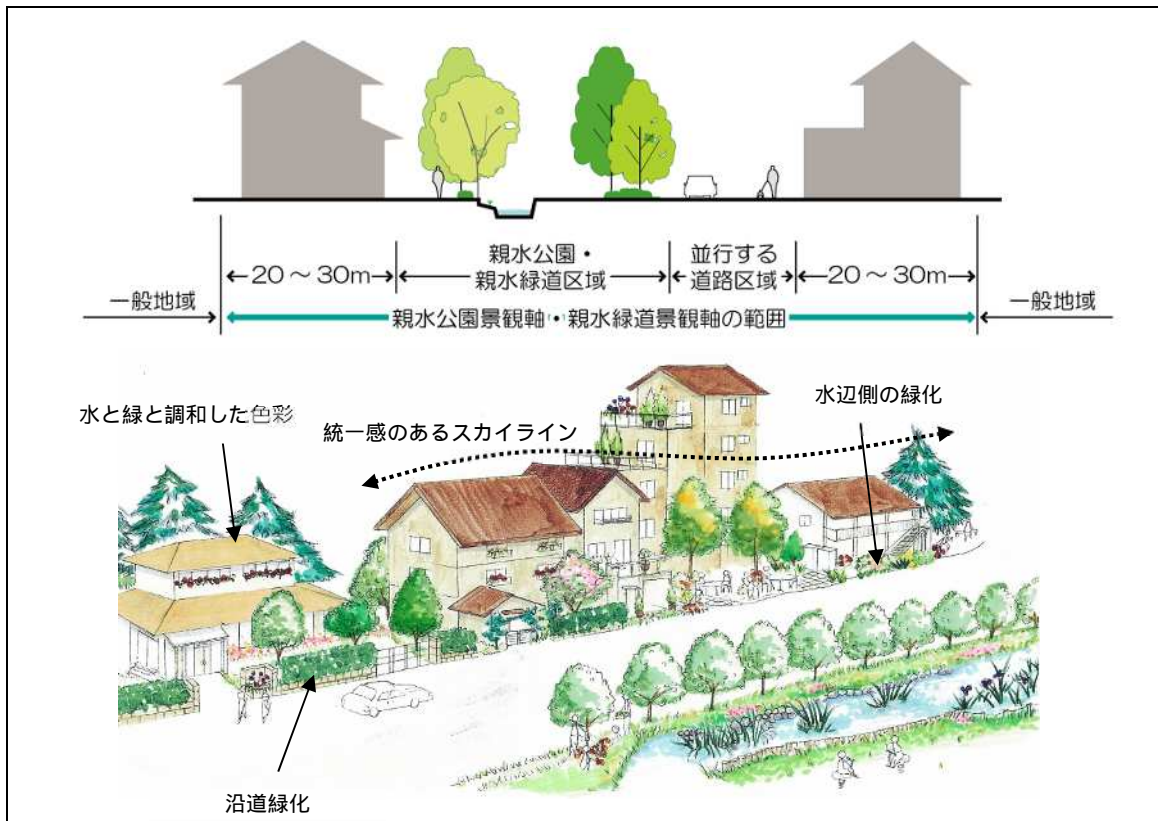 親水公園・
親水緑道区域
並行する
道路区域
20～30m
20～30m
一般地域
一般地域
親水公園景観軸・親水緑道景観軸の範囲
水と緑と調和した色彩
統一感のあるスカイライン
水辺側の緑化
沿道緑化